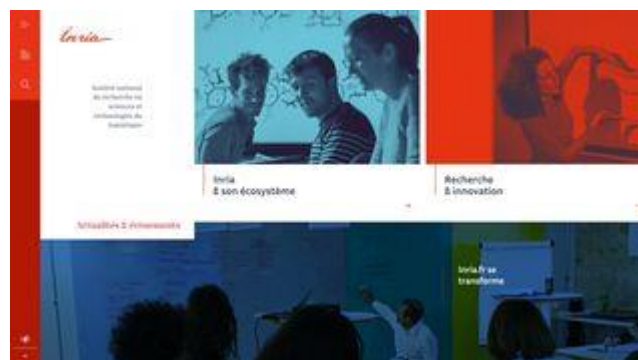 Inria
Institut national
de recherche en
sciences et
technologies du
numérique
Actualités & évènements
Inria
& son écosystème
Recherche
& innovation
Inria.fr se
transforme